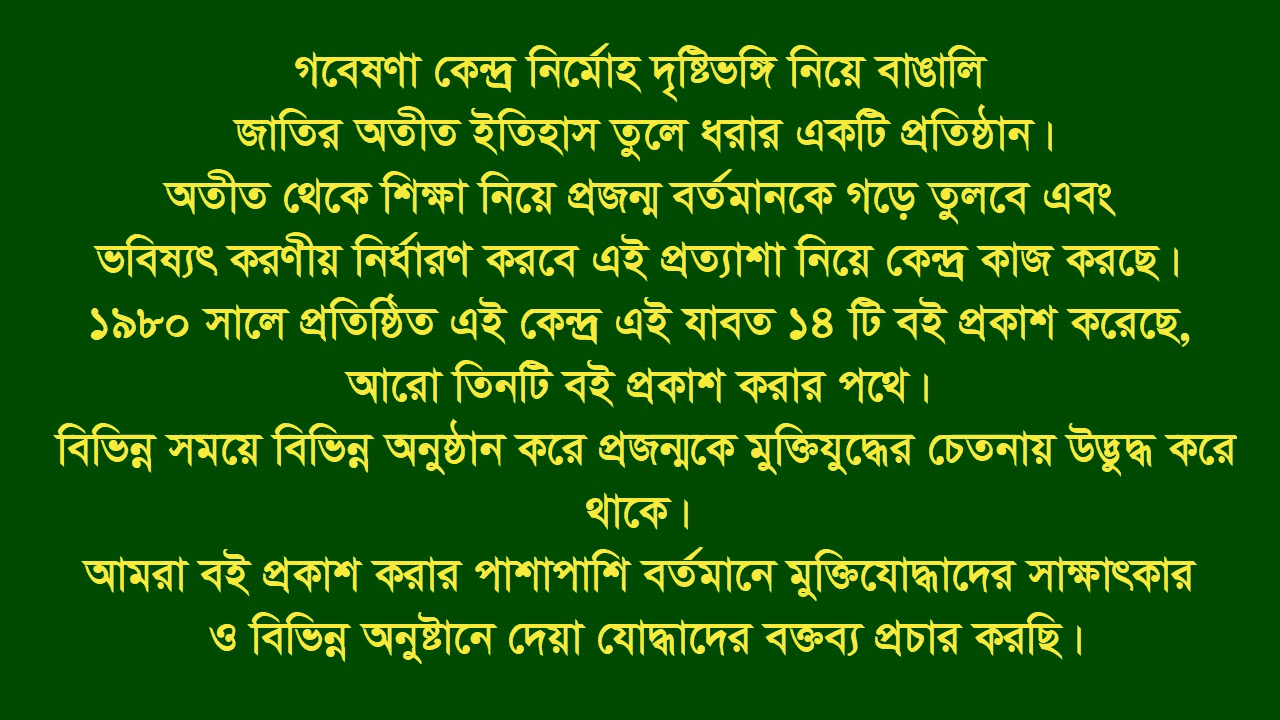 গবেষণা কেন্দ্র নির্মোহ দৃষ্টিভঙ্গি নিয়ে বাঙালি
জাতির অতীত ইতিহাস তুলে ধরার একটি প্রতিষ্ঠান।
অতীত থেকে শিক্ষা নিয়ে প্রজন্ম বর্তমানকে গড়ে তুলবে এবং
ভবিষ্যৎ করণীয় নির্ধারণ করবে এই প্রত্যাশা নিয়ে কেন্দ্র কাজ করছে।
১৯৮০ সালে প্রতিষ্ঠিত এই কেন্দ্র এই যাবত ১৪ টি বই প্রকাশ করেছে,
আরো তিনটি বই প্রকাশ করার পথে।
বিভিন্ন সময়ে বিভিন্ন অনুষ্ঠান করে প্রজন্মকে মুক্তিযুদ্ধের চেতনায় উদ্ভুদ্ধ করে
থাকে।
আমরা বই প্রকাশ করার পাশাপাশি বর্তমানে মুক্তিযোদ্ধাদের সাক্ষাৎকার
ও বিভিন্ন অনুষ্টানে দেয়া যোদ্ধাদের বক্তব্য প্রচার করছি।